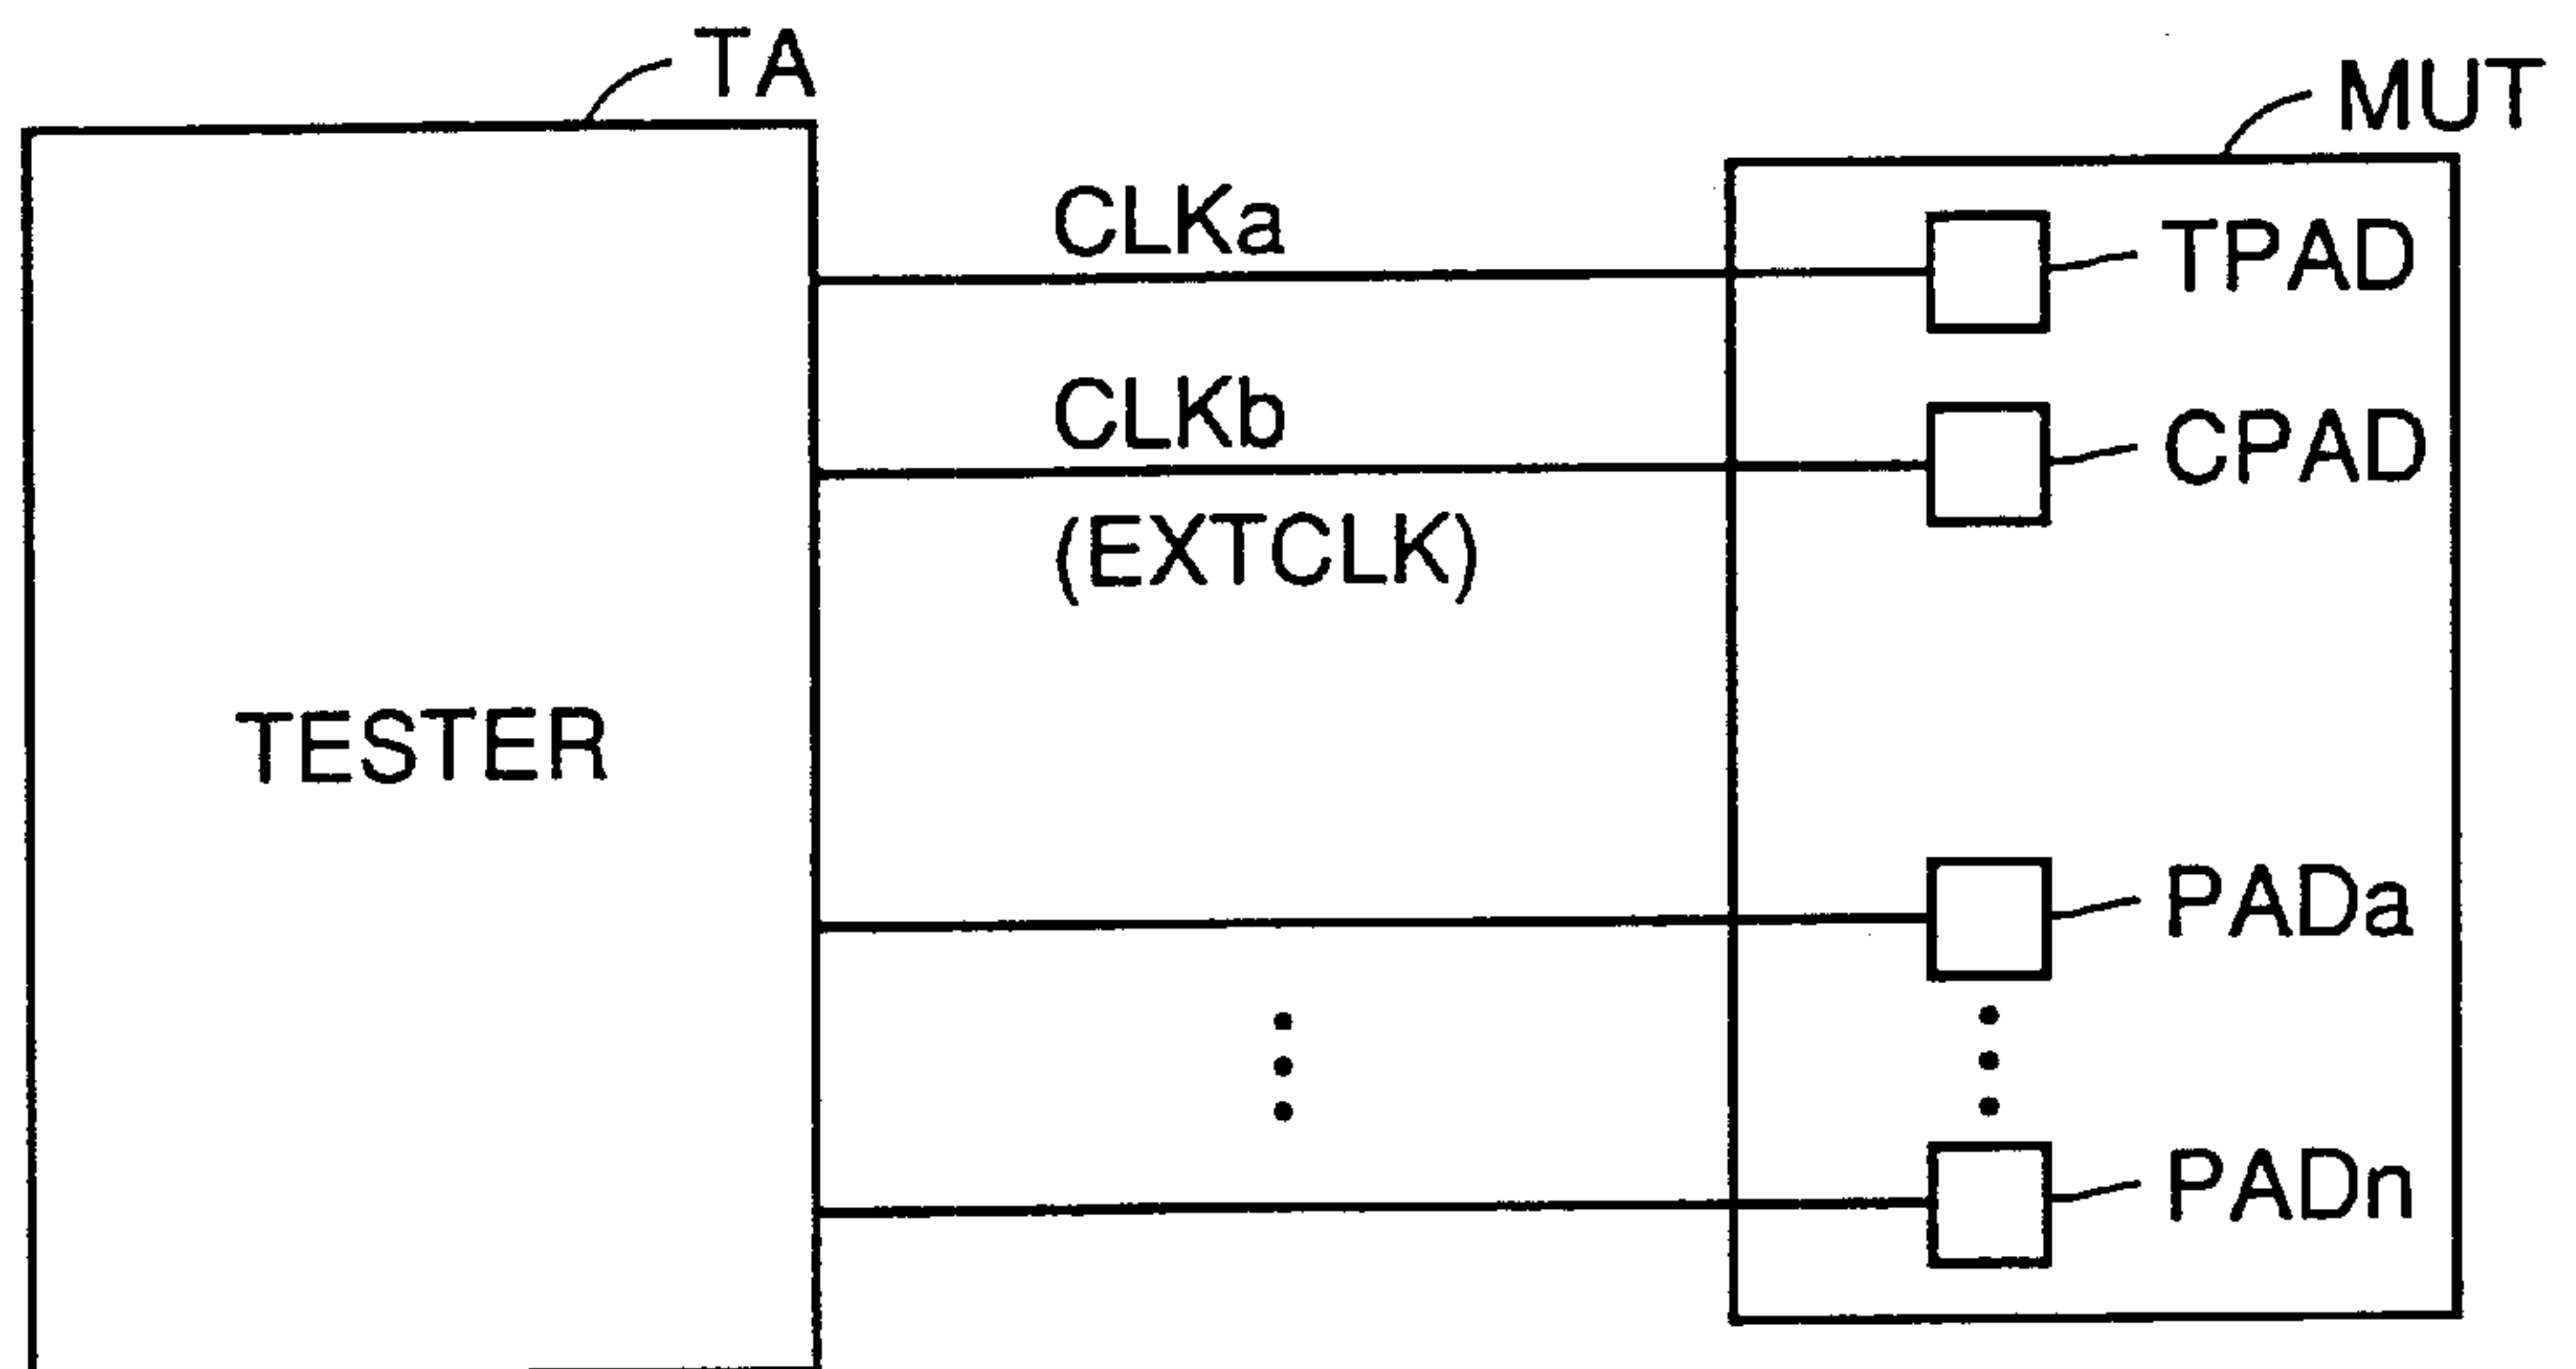 TA
MUT
CLKa
TPAD
CLKb
CPAD
(EXTCLK)
TESTER
PADa
PADn